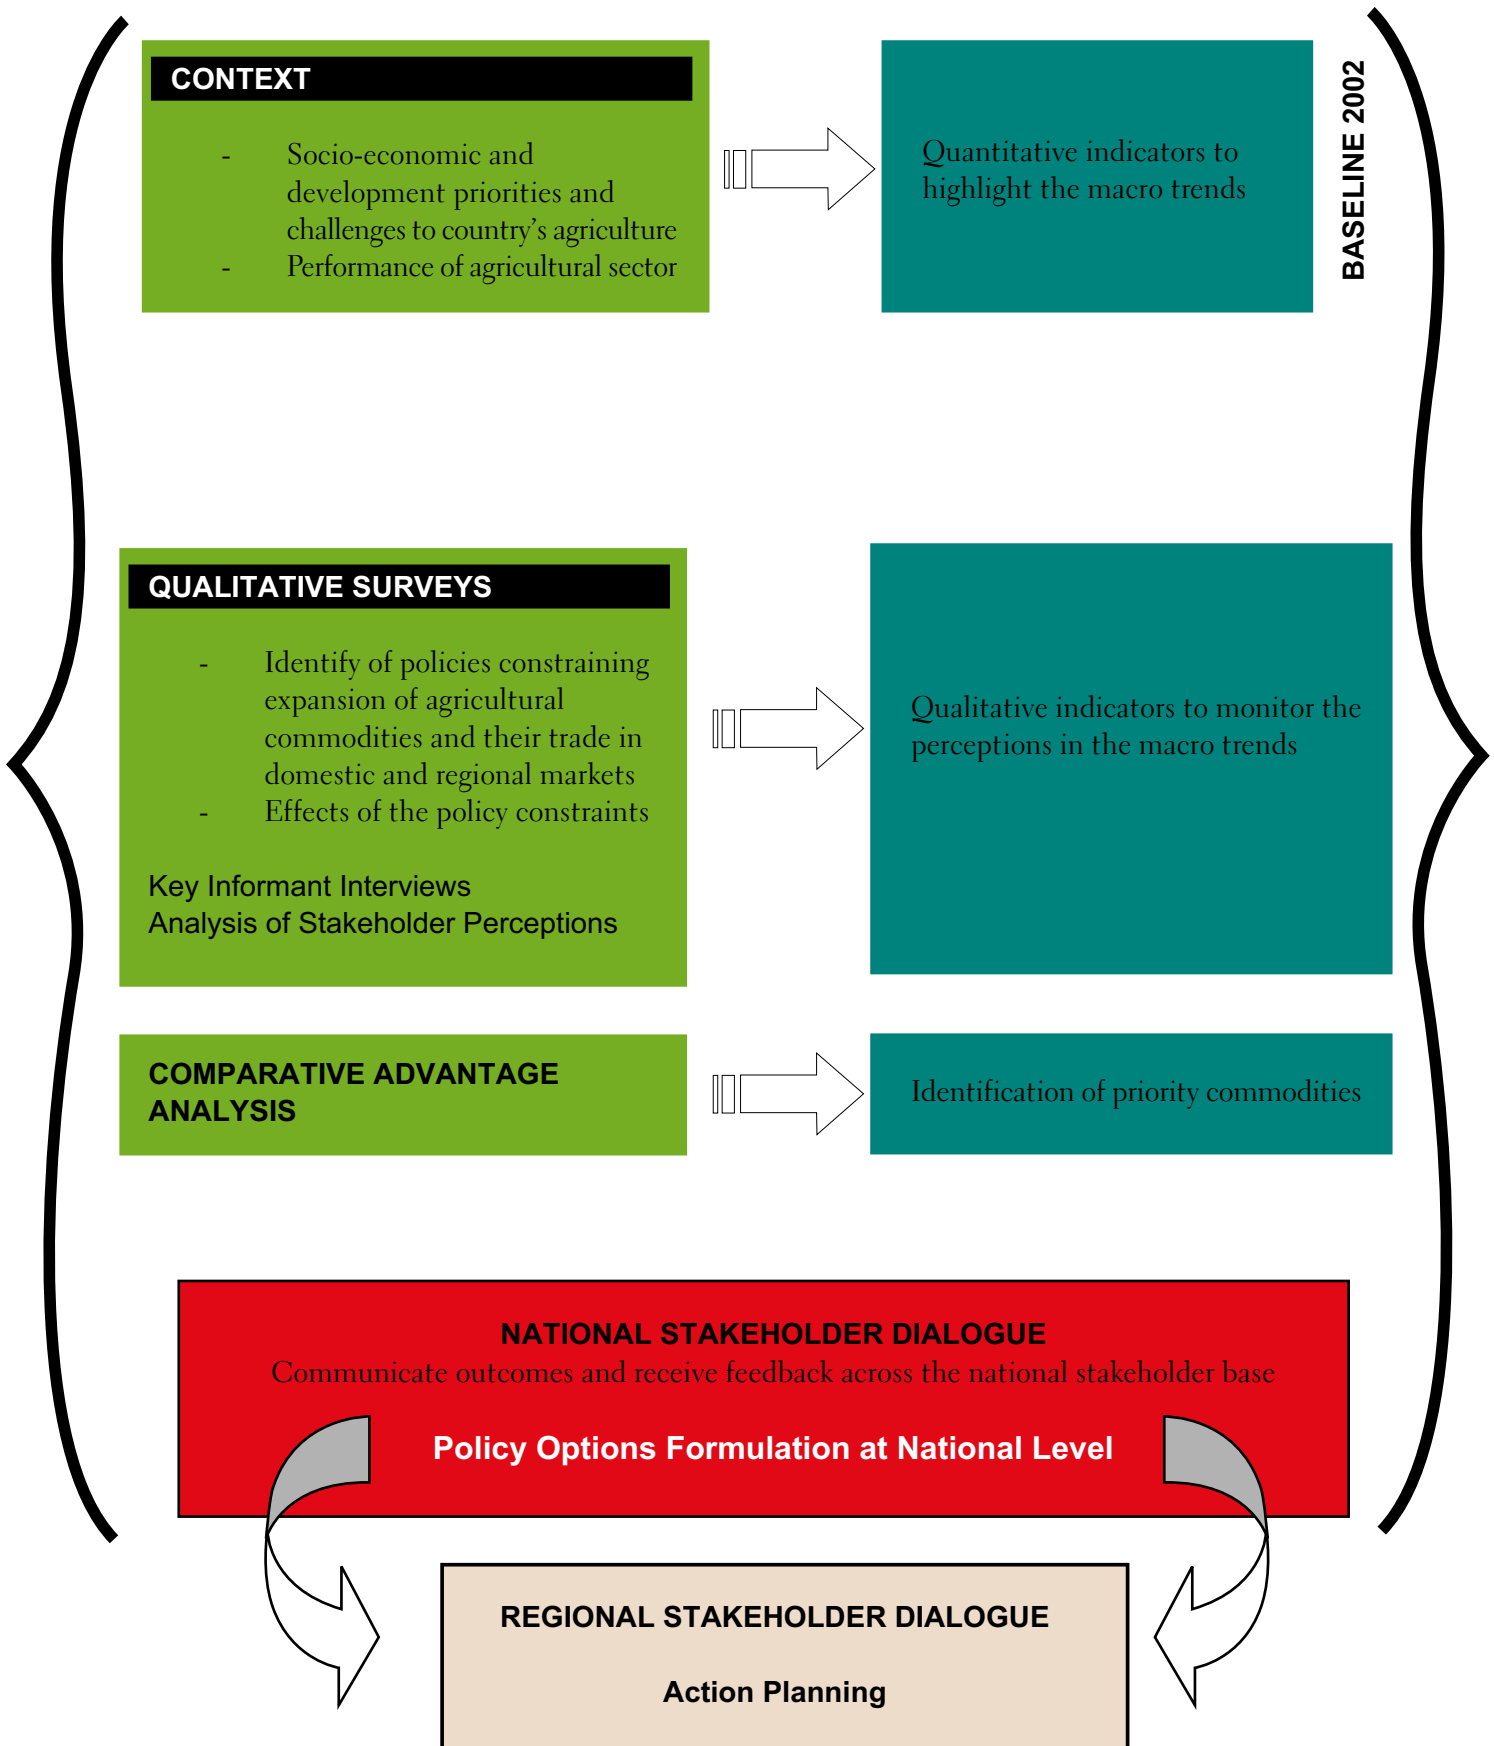 CONTEXT
- Socio-economic and
development priorities and
challenges to country’s agriculture
- Performance of agricultural sector
Quantitative indicators to
highlight the macro trends
BASELINE 2002
QUALITATIVE SURVEYS
- Identify of policies constraining
expansion of agricultural
commodities and their trade in
domestic and regional markets
- Effects of the policy constraints
Key Informant Interviews
Analysis of Stakeholder Perceptions
Qualitative indicators to monitor the
perceptions in the macro trends
COMPARATIVE ADVANTAGE
ANALYSIS
Identification of priority commodities
NATIONAL STAKEHOLDER DIALOGUE
Communicate outcomes and receive feedback across the national stakeholder base
Policy Options Formulation at National Level
REGIONAL STAKEHOLDER DIALOGUE
Action Planning